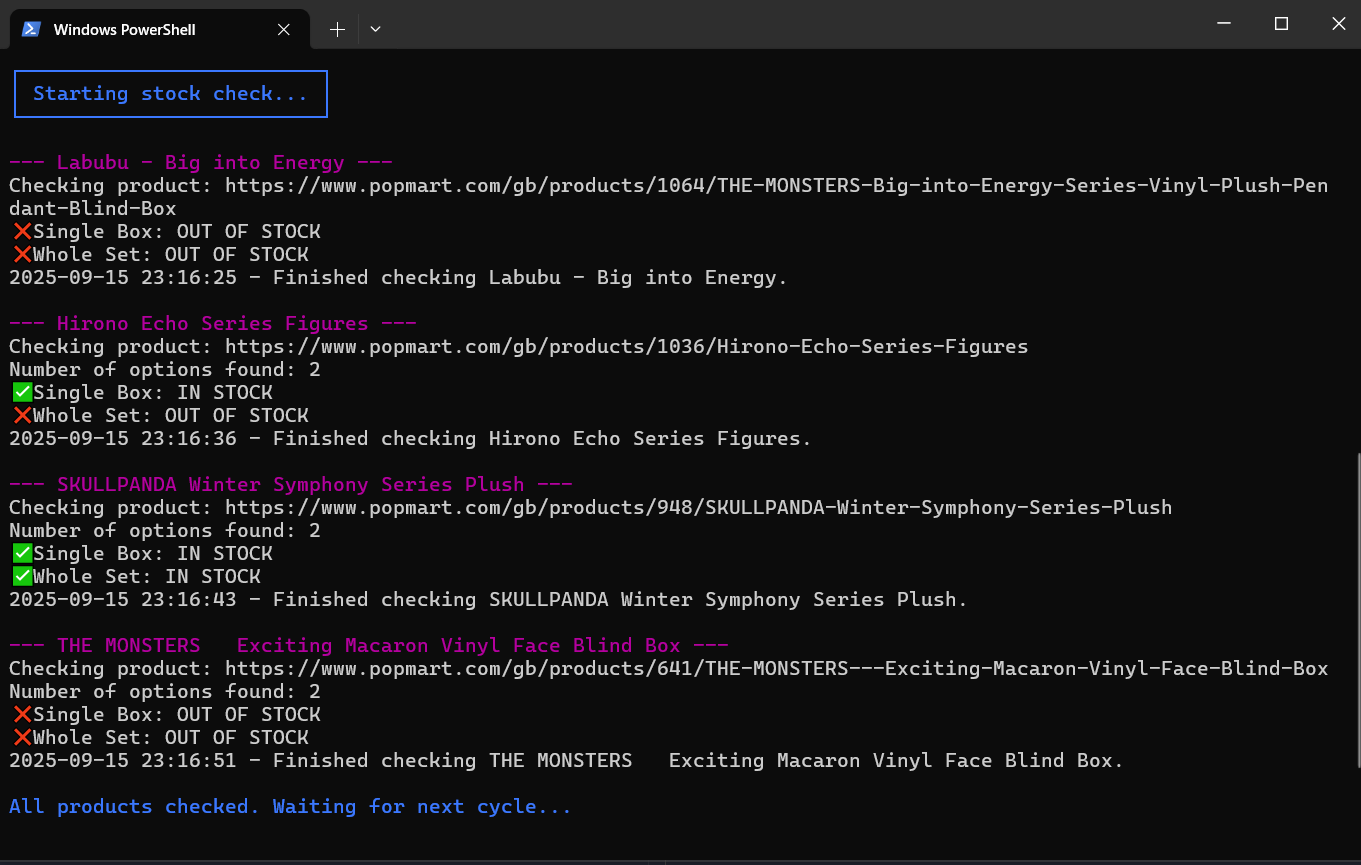 Windows PowerShell
Starting stock check...
--- Labubu - Big into Energy ---
Checking product: https://www.popmart.com/gb/products/1064/THE-MONSTERS-Big-into-Energy-Series-Vinyl-Plush-Pen
dant-Blind-Box
❌Single Box: OUT OF STOCK
❌Whole Set: OUT OF STOCK
2025-09-15 23:16:25 - Finished checking Labubu - Big into Energy.
--- Hirono Echo Series Figures ---
Checking product: https://www.popmart.com/gb/products/1036/Hirono-Echo-Series-Figures
Number of options found: 2
✅Single Box: IN STOCK
❌Whole Set: OUT OF STOCK
2025-09-15 23:16:36 - Finished checking Hirono Echo Series Figures.
--- SKULLPANDA Winter Symphony Series Plush ---
Checking product: https://www.popmart.com/gb/products/948/SKULLPANDA-Winter-Symphony-Series-Plush
Number of options found: 2
✅Single Box: IN STOCK
✅Whole Set: IN STOCK
2025-09-15 23:16:43 - Finished checking SKULLPANDA Winter Symphony Series Plush.
--- THE MONSTERS   Exciting Macaron Vinyl Face Blind Box ---
Checking product: https://www.popmart.com/gb/products/641/THE-MONSTERS---Exciting-Macaron-Vinyl-Face-Blind-Box
Number of options found: 2
❌Single Box: OUT OF STOCK
❌Whole Set: OUT OF STOCK
2025-09-15 23:16:51 - Finished checking THE MONSTERS   Exciting Macaron Vinyl Face Blind Box.
All products checked. Waiting for next cycle...